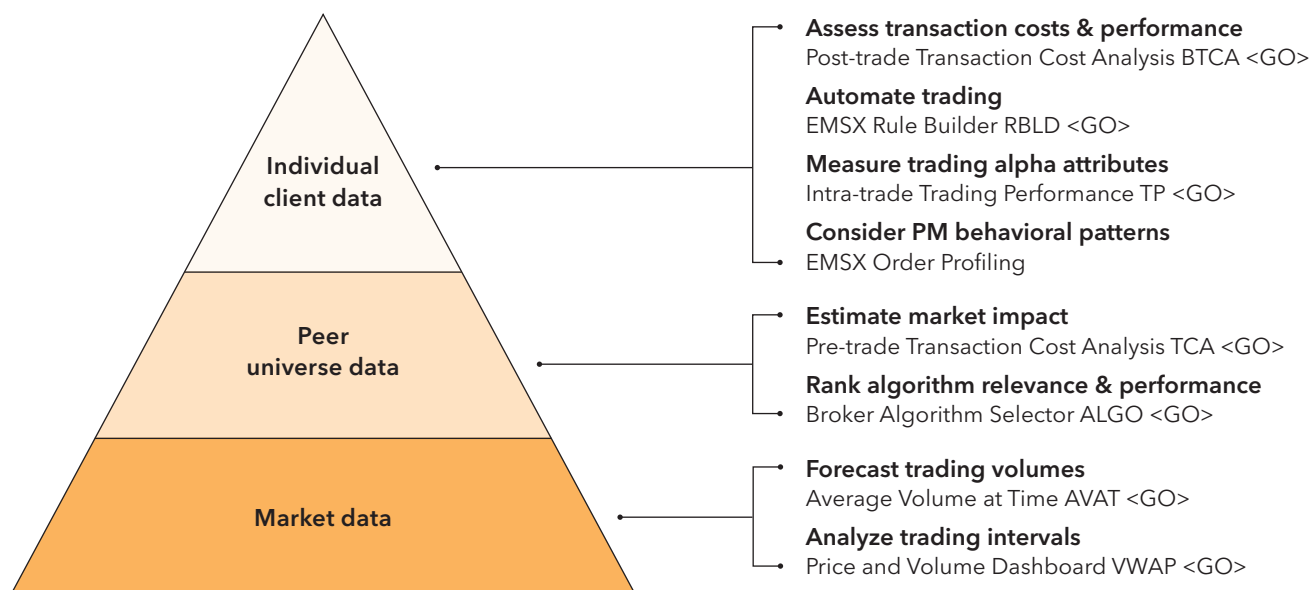 Individual
client data
Peer
universe data
Market data
Assess transaction costs & performance
Post-trade Transaction Cost Analysis BTCA <GO>
Automate trading
EMSX Rule Builder RBLD <GO>
Measure trading alpha attributes
Intra-trade Trading Performance TP <GO>
Consider PM behavioral patterns
EMSX Order Profiling
Estimate market impact
Pre-trade Transaction Cost Analysis TCA <GO>
Rank algorithm relevance & performance
Broker Algorithm Selector ALGO <GO>
Forecast trading volumes
Average Volume at Time AVAT <GO>
Analyze trading intervals
Price and Volume Dashboard VWAP <GO>